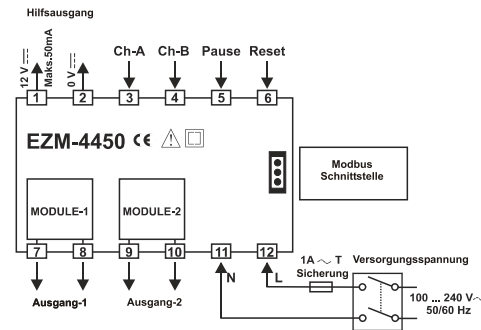 Hilfsausgang
12 V
Maks.50mA
0 V
Ch-A Ch-B Pause Reset
1 2 3 4 5 6
EZM-4450 CE
Modbus
Schnittstelle
MODULE-1 MODULE-2
7 8 9 10 11 12
Ausgang-1 Ausgang-2
N L
1A ~ T
Sicherung
Versorgungsspannung
100 ... 240 V~
50/60 Hz